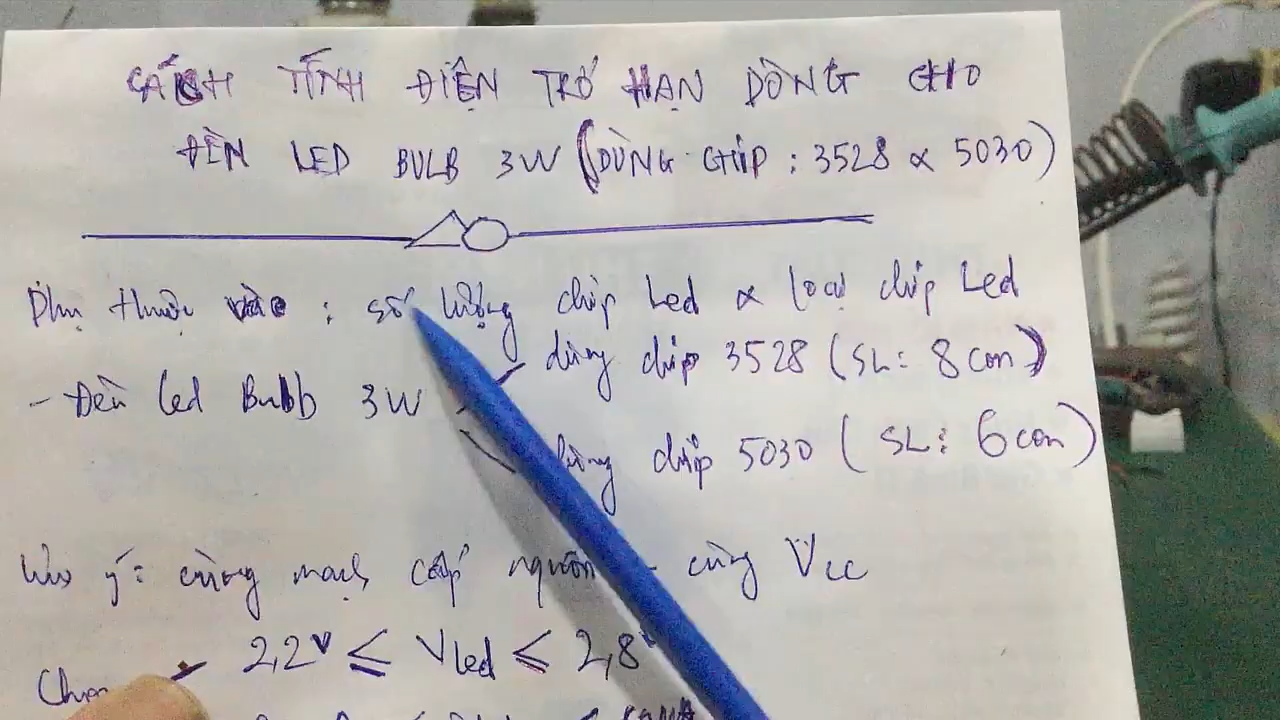 CÁCH TÍNH ĐIỆN TRỞ HẠN DÒNG CHO
ĐÈN LED BULB 3W (DÙNG CHIP : 3528 & 5030)
Phụ thuộc vào : số lượng chip Led & loại chip Led
dùng chip 3528 (SL: 8 con)
- Đèn Led Bulb 3W
dùng chip 5030 (SL: 6 con)
Lưu ý: cùng mạch cấp nguồn - cùng Vcc
2,2V ≤ Vled ≤ 2,8V
Chọn